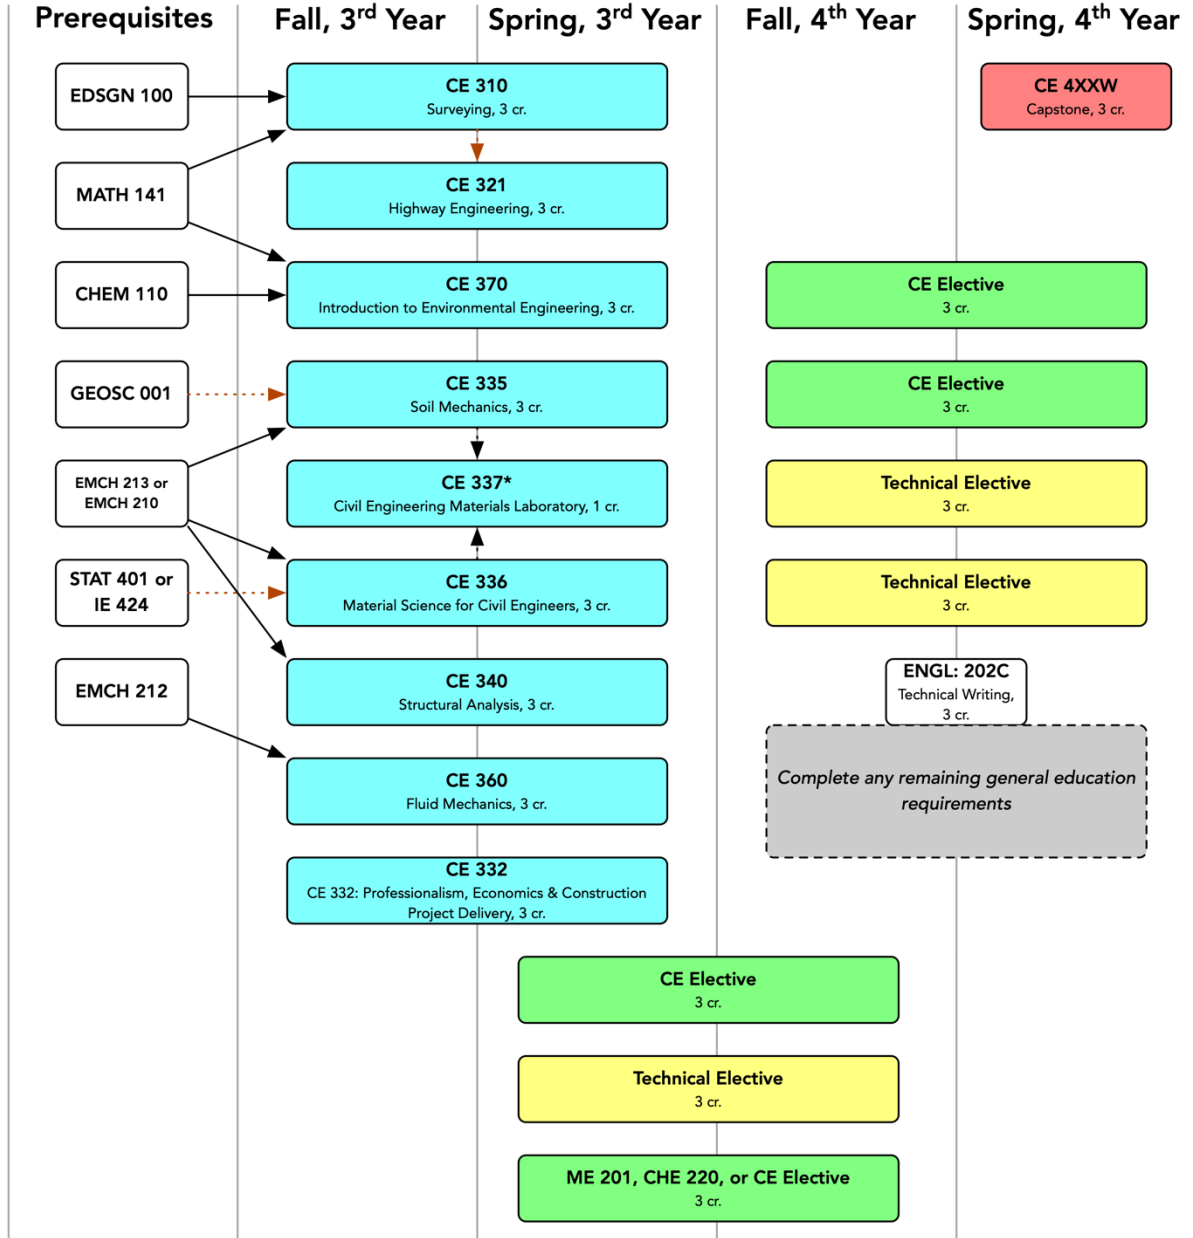 Prerequisites
Fall, 3rd Year
Spring, 3rd Year
Fall, 4th Year
Spring, 4th Year
EDSGN 100
CE 310
Surveying, 3 cr.
CE 4XXW
Capstone, 3 cr.
MATH 141
CE 321
Highway Engineering, 3 cr.
CHEM 110
CE 370
Introduction to Environmental Engineering, 3 cr.
CE Elective
3 cr.
GEOSC 001
CE 335
Soil Mechanics, 3 cr.
CE Elective
3 cr.
EMCH 213 or
EMCH 210
CE 337*
Civil Engineering Materials Laboratory, 1 cr.
Technical Elective
3 cr.
STAT 401 or
IE 424
CE 336
Material Science for Civil Engineers, 3 cr.
Technical Elective
3 cr.
EMCH 212
CE 340
Structural Analysis, 3 cr.
ENGL: 202C
Technical Writing,
3 cr.
CE 360
Fluid Mechanics, 3 cr.
Complete any remaining general education
requirements
CE 332
CE 332: Professionalism, Economics & Construction
Project Delivery, 3 cr.
CE Elective
3 cr.
Technical Elective
3 cr.
ME 201, CHE 220, or CE Elective
3 cr.